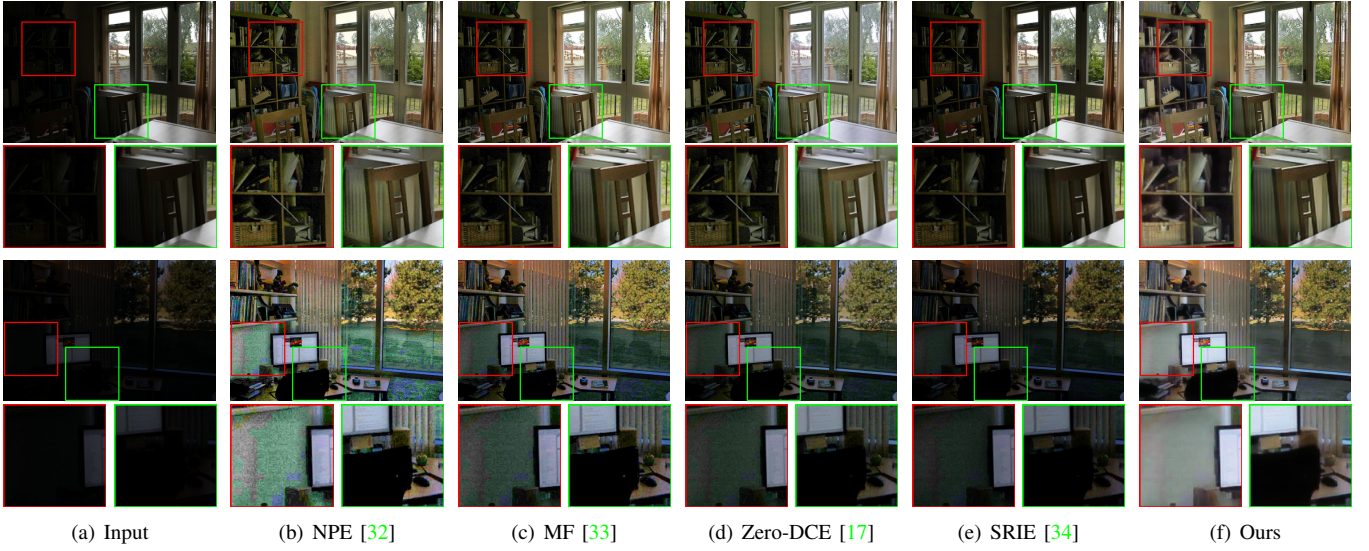 (a) Input
(b) NPE [32]
(c) MF [33]
(d) Zero-DCE [17]
(e) SRIE [34]
(f) Ours